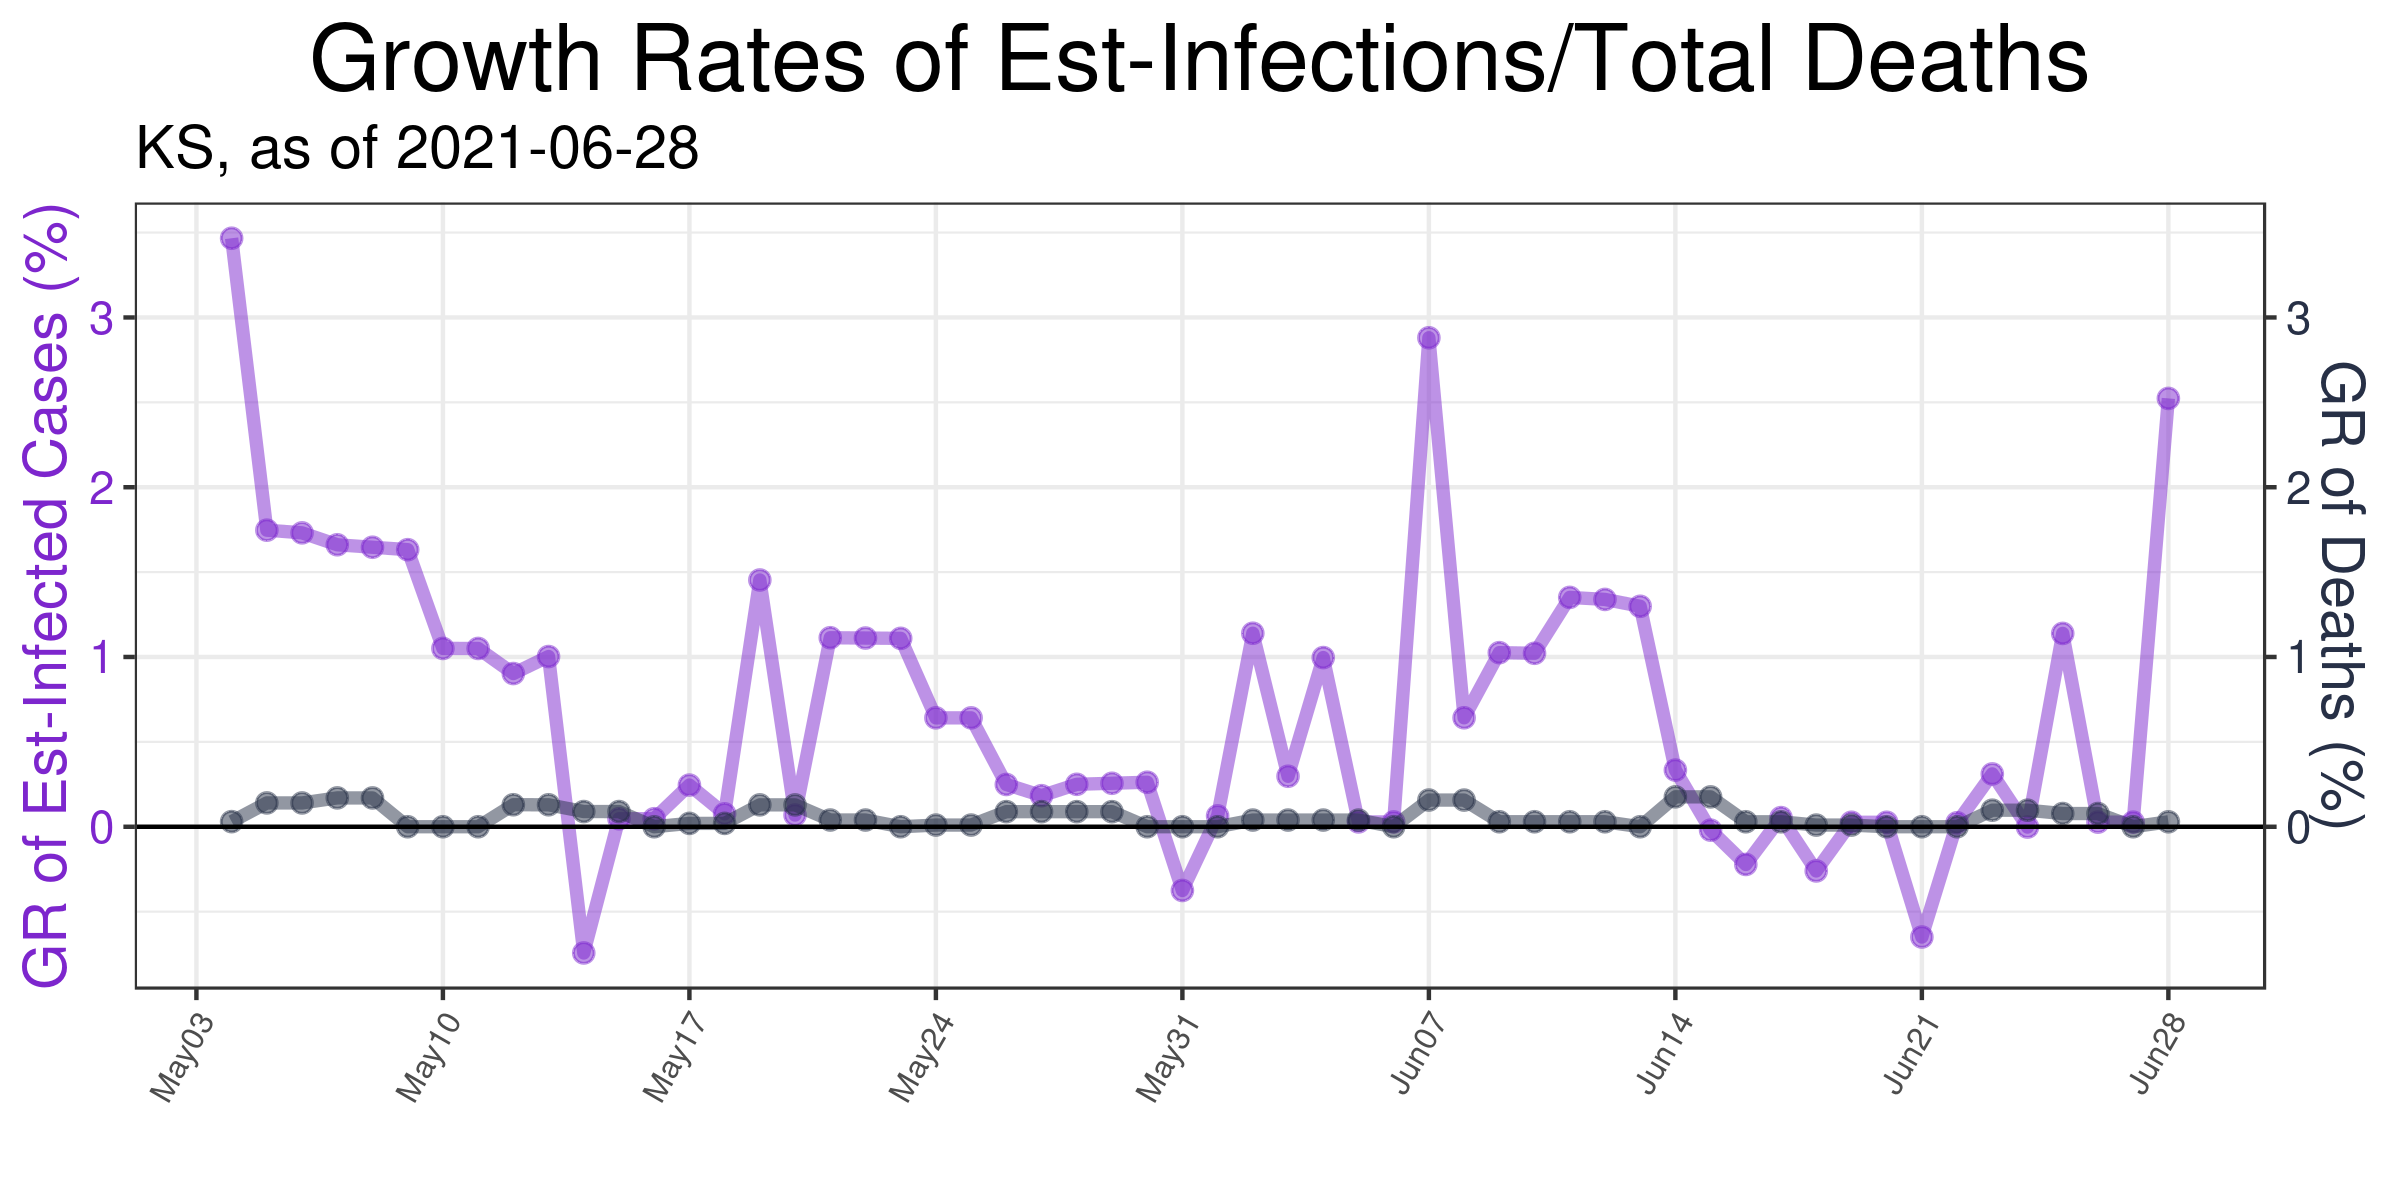 Growth Rates of Est-Infections/Total Deaths
KS, as of 2021-06-28
GR of Est-Infected Cases (%)
3
2
1
0
3
2
1
0
GR of Deaths (%)
May03
May10
May17
May24
May31
Jun07
Jun14
Jun21
Jun28